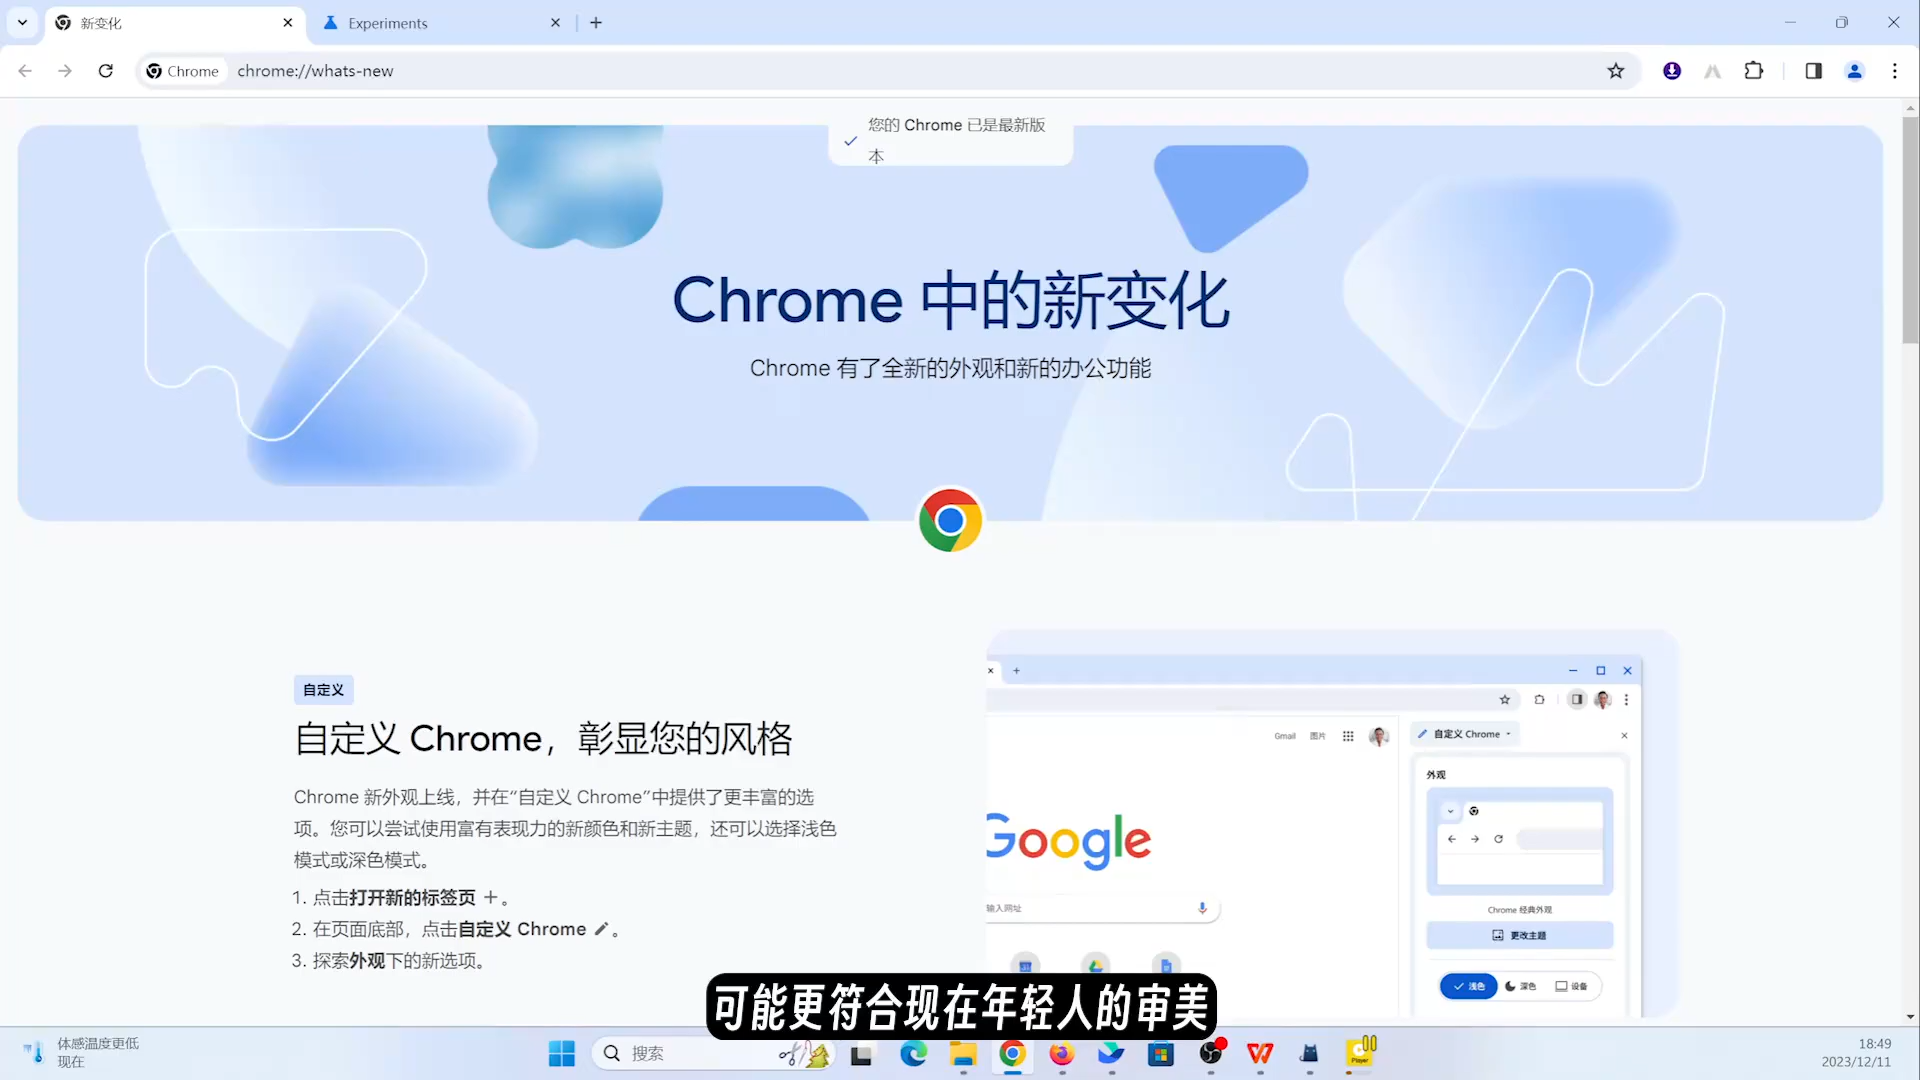 新变化
Experiments
Chrome
chrome://whats-new
您的 Chrome 已是最新版
本
Chrome 中的新变化
Chrome 有了全新的外观和新的办公功能
自定义
自定义 Chrome，彰显您的风格
Chrome 新外观上线，并在“自定义 Chrome”中提供了更丰富的选
项。您可以尝试使用富有表现力的新颜色和新主题，还可以选择浅色
模式或深色模式。
1. 点击打开新的标签页 ＋。
2. 在页面底部，点击自定义 Chrome 。
3. 探索外观下的新选项。
Gmail 图片
自定义 Chrome
外观
Google
输入网址
Chrome 经典外观
更改主题
浅色 深色 设备
可能更符合现在年轻人的审美
体感温度更低
现在
搜索
Player
18:49
2023/12/11